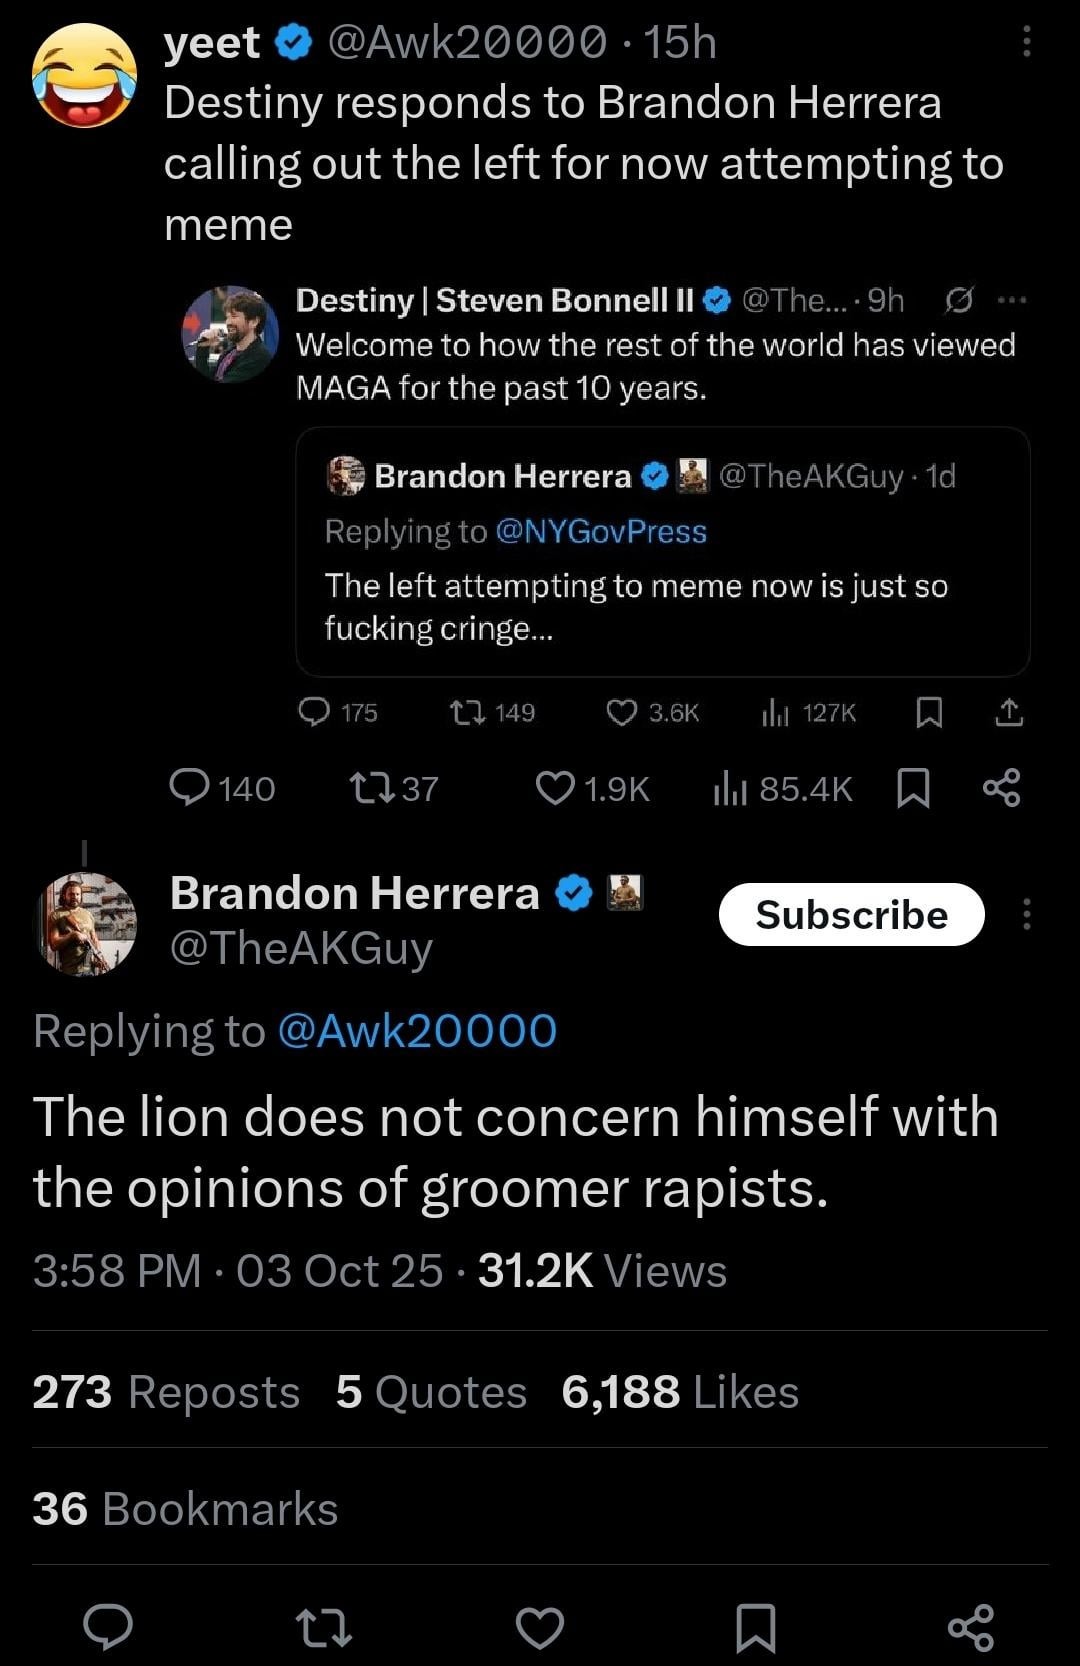 yeet @Awk20000 · 15h
Destiny responds to Brandon Herrera
calling out the left for now attempting to
meme
Destiny | Steven Bonnell II @The... · 9h
Welcome to how the rest of the world has viewed
MAGA for the past 10 years.
Brandon Herrera @TheAKGuy · 1d
Replying to @NYGovPress
The left attempting to meme now is just so
fucking cringe...
175 149 3.6K 127K
140 37 1.9K 85.4K
Brandon Herrera
Subscribe
@TheAKGuy
Replying to @Awk20000
The lion does not concern himself with
the opinions of groomer rapists.
3:58 PM · 03 Oct 25 · 31.2K Views
273 Reposts 5 Quotes 6,188 Likes
36 Bookmarks